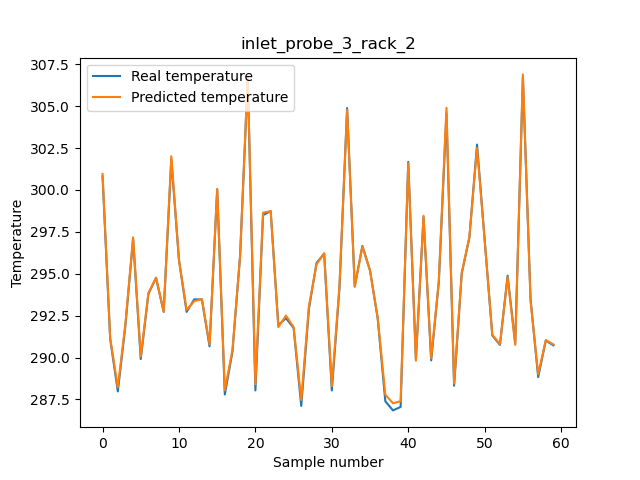 inlet_probe_3_rack_2
307.5
305.0
302.5
300.0
297.5
295.0
292.5
290.0
287.5
Temperature
Real temperature
Predicted temperature
0 10 20 30 40 50 60
Sample number